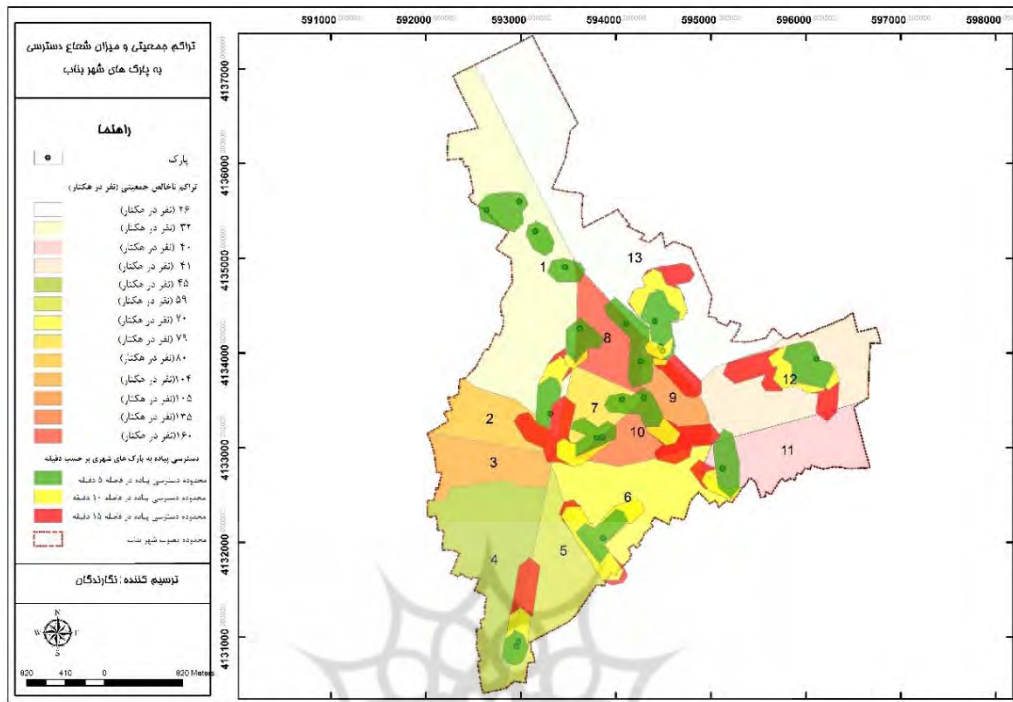 تراکم جمعیتی و میزان شعاع دسترسی
به پارک های شهر بناب
راهنما
پارک
تراکم ناخالص جمعیتی (نفر در هکتار)
۲۶ (نفر در هکتار)
۳۲ (نفر در هکتار)
۴۰ (نفر در هکتار)
۴۱ (نفر در هکتار)
۴۵ (نفر در هکتار)
۵۹ (نفر در هکتار)
۷۰ (نفر در هکتار)
۷۹ (نفر در هکتار)
۸۰ (نفر در هکتار)
۱۰۴ (نفر در هکتار)
۱۰۵ (نفر در هکتار)
۱۳۵ (نفر در هکتار)
۱۶۰ (نفر در هکتار)
دسترسی پیاده به پارک های شهری بر حسب دقیقه
محدوده دسترسی پیاده در فاصله ۵ دقیقه
محدوده دسترسی پیاده در فاصله ۱۰ دقیقه
محدوده دسترسی پیاده در فاصله ۱۵ دقیقه
محدوده مصوب شهر بناب
ترسیم کننده: نگارندگان
N
W E
S
820 410 0 820 Meters
591000 592000 593000 594000 595000 596000 597000 598000
4137000
4136000
4135000
4134000
4133000
4132000
4131000
1
13
8
12
9
7
2
10
11
3
6
5
4